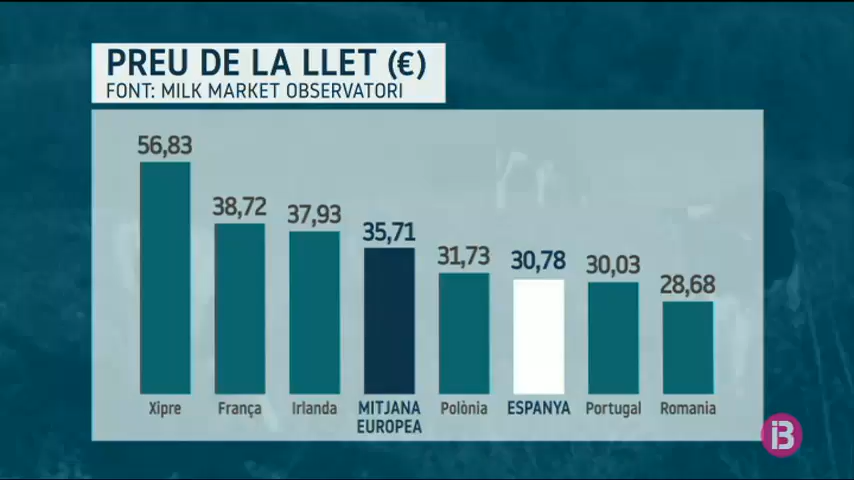 PREU DE LA LLET (€)
FONT: MILK MARKET OBSERVATORI
56,83
38,72
37,93
35,71
31,73
30,78
30,03
28,68
Xipre
França
Irlanda
MITJANA
EUROPEA
Polònia
ESPANYA
Portugal
Romania
iB